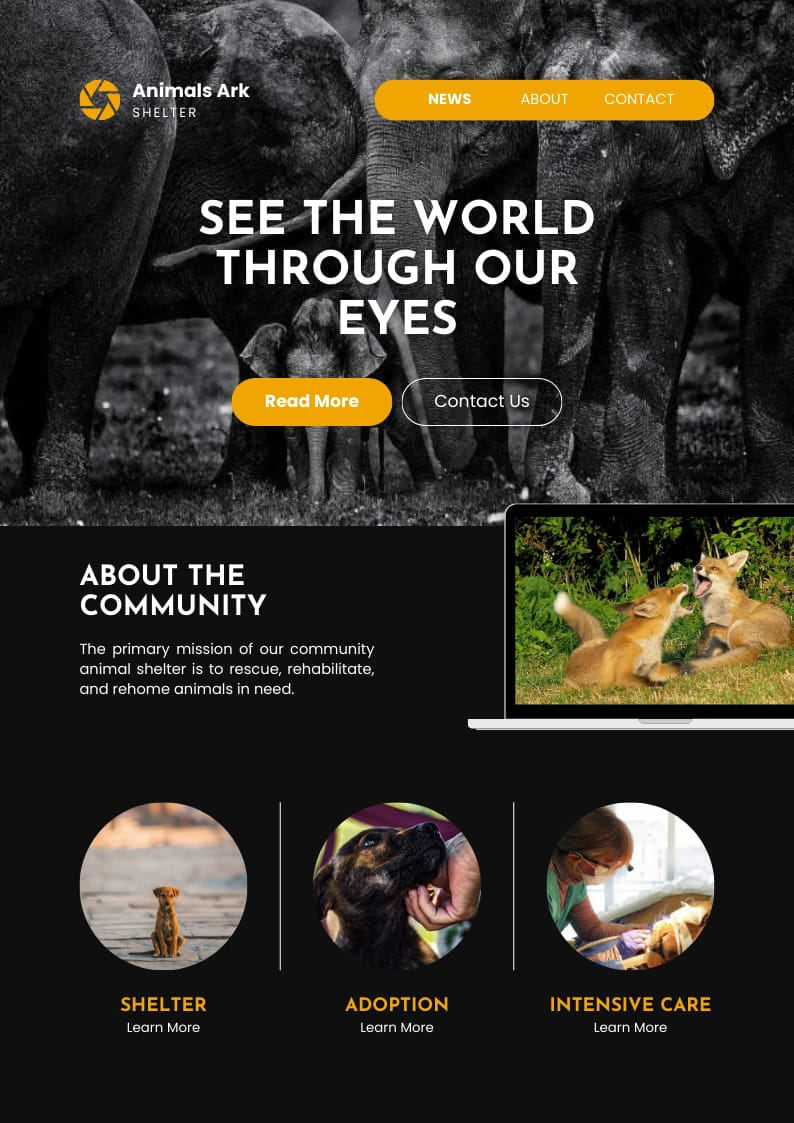 Animals Ark
SHELTER
NEWS ABOUT CONTACT
SEE THE WORLD
THROUGH OUR
EYES
Read More Contact Us
ABOUT THE
COMMUNITY
The primary mission of our community
animal shelter is to rescue, rehabilitate,
and rehome animals in need.
SHELTER
Learn More
ADOPTION
Learn More
INTENSIVE CARE
Learn More